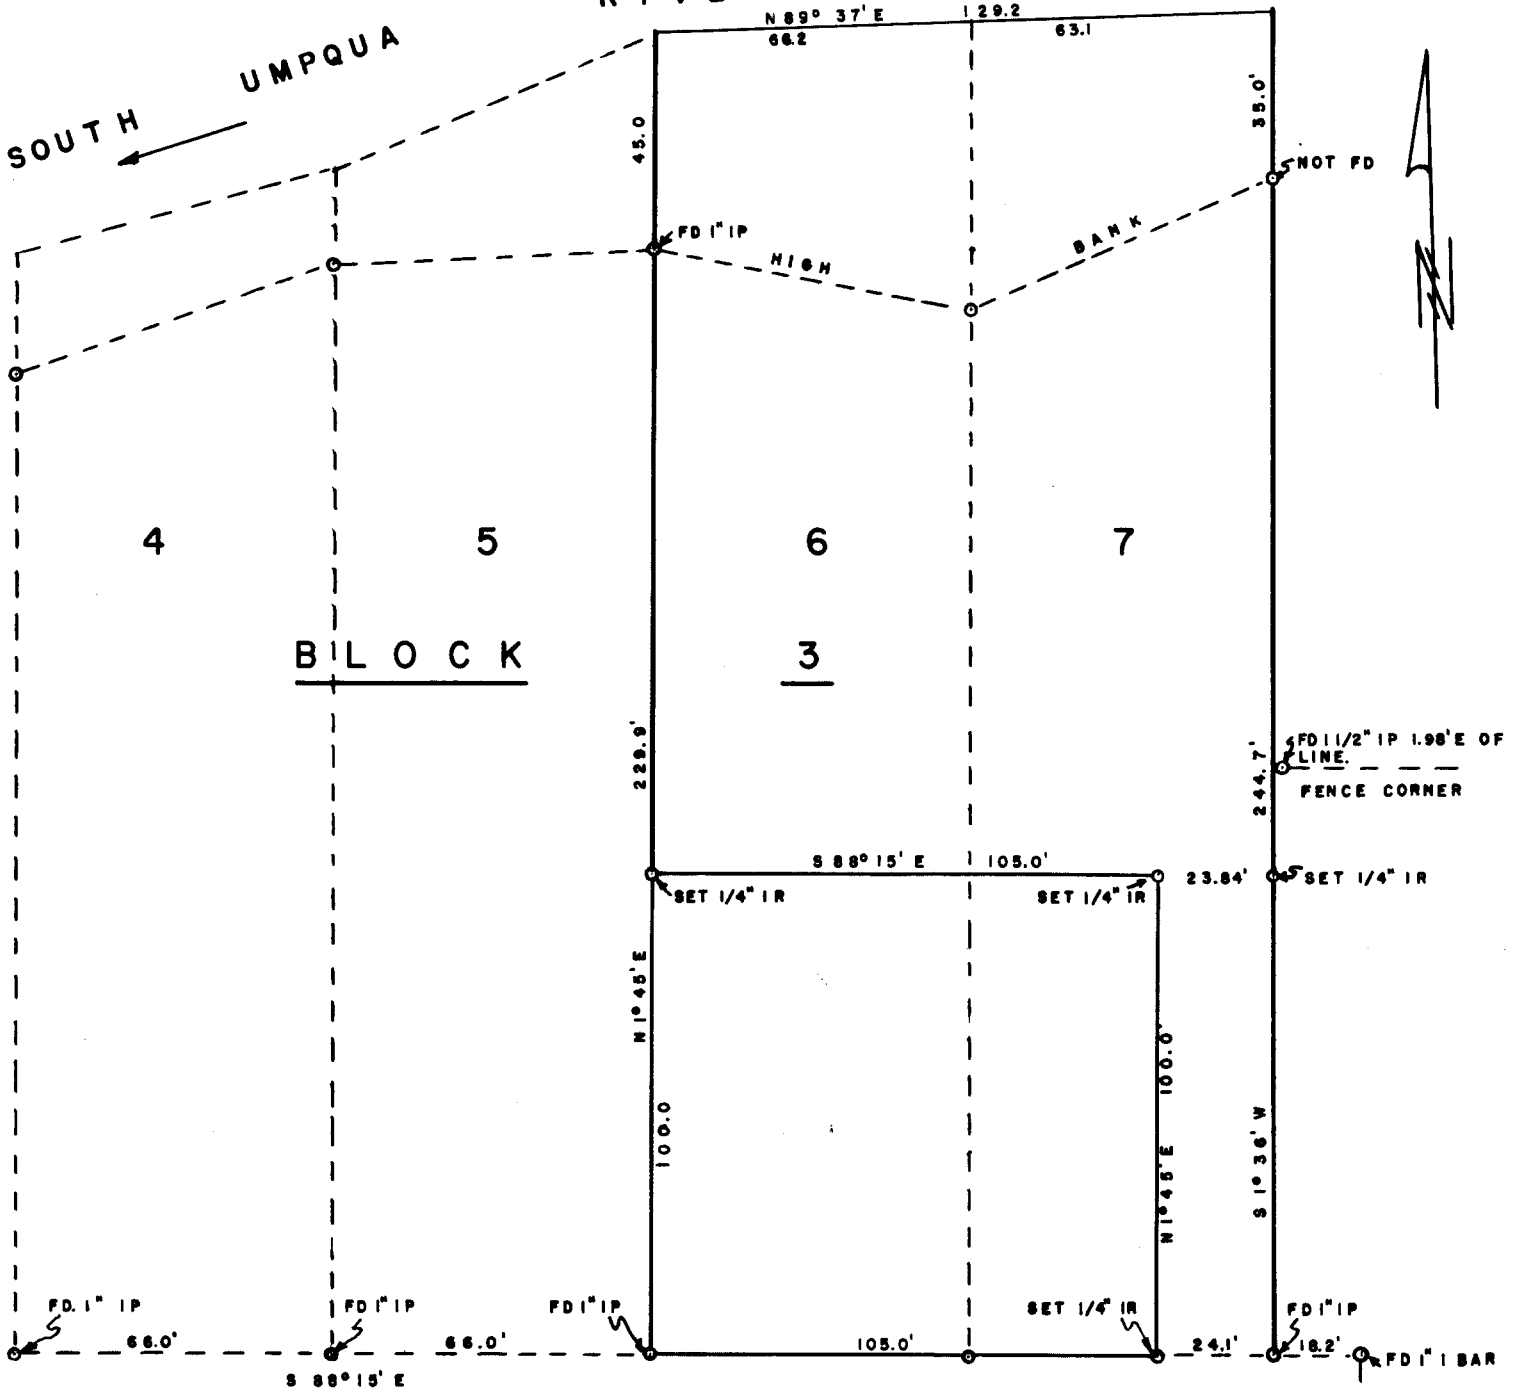 N 89° 37' E 129.2
66.2 63.1
SOUTH UMPQUA
45.0
35.0'
NOT FD
FD 1" IP
HIGH BANK
N
4 5 6 7
BLOCK 3
229.9'
244.7'
FD 1 1/2" IP 1.98' E OF
LINE.
FENCE CORNER
S 88° 15' E 105.0'
23.84'
SET 1/4" IR
SET 1/4" IR
SET 1/4" IR
N 1° 45' E
100.0
N 1° 45' E 100.0'
S 1° 36' W
FD. 1" IP
FD 1" IP
FD 1" IP
SET 1/4" IR
FD 1" IP
66.0' 66.0' 105.0' 24.1' 18.2'
FD 1" I BAR
S 88° 15' E